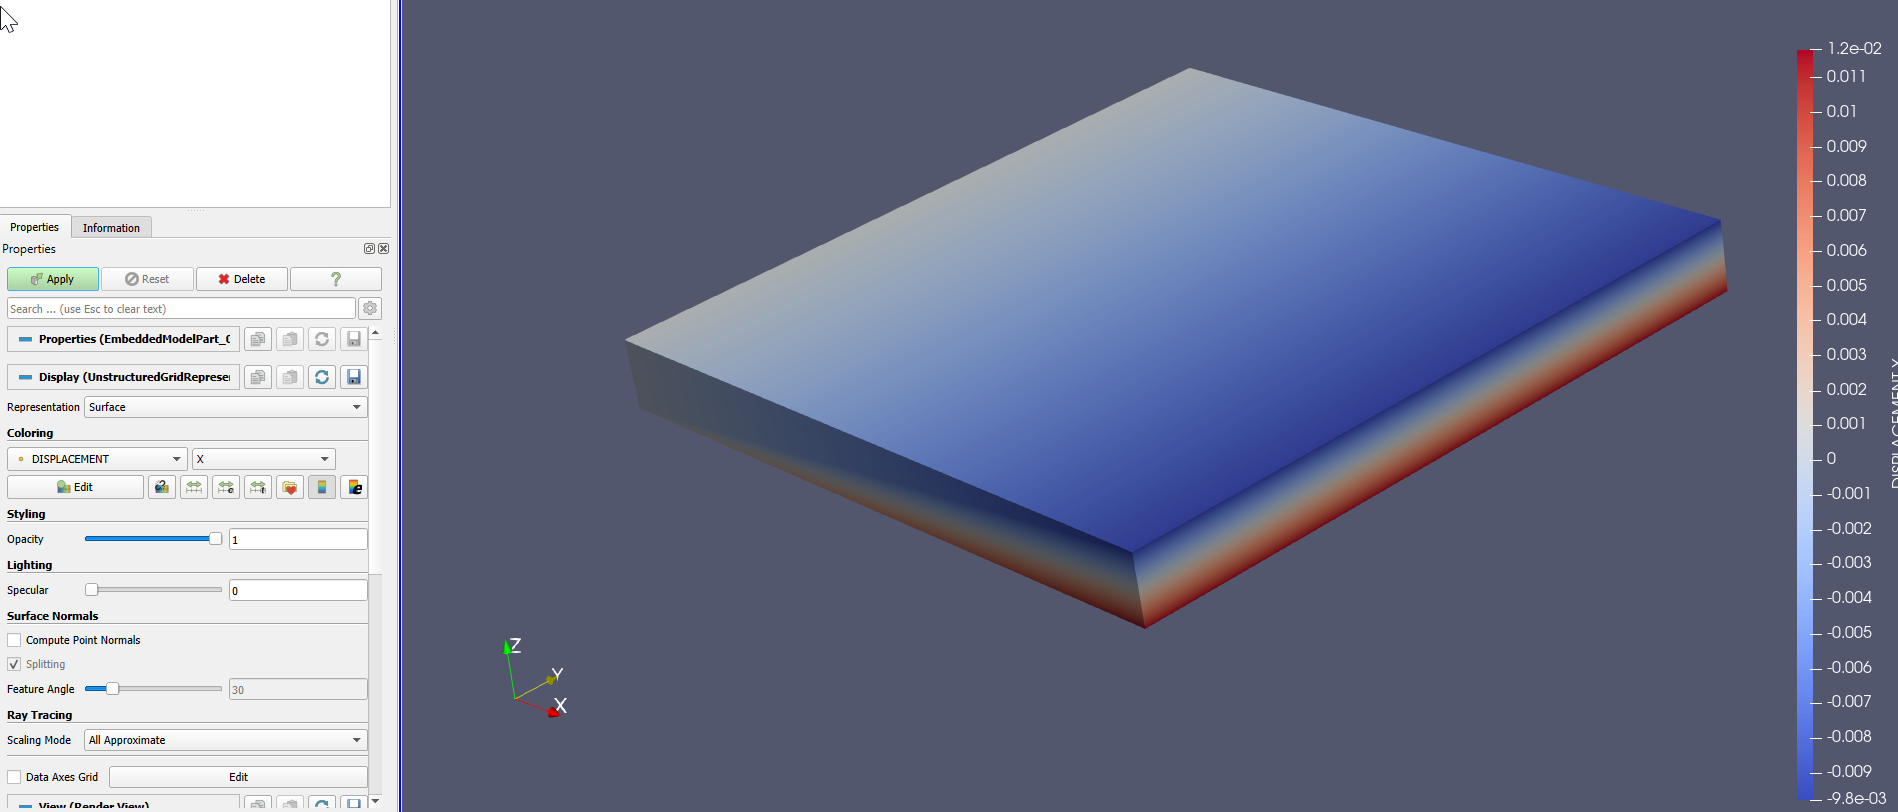 Properties
Information
Properties
Apply
Reset
Delete
?
Search ... (use Esc to clear text)
Properties (EmbeddedModelPart_0
Display (UnstructuredGridReprese
Representation
Surface
Coloring
DISPLACEMENT
X
Edit
Styling
Opacity
1
Lighting
Specular
0
Surface Normals
Compute Point Normals
Splitting
Feature Angle
30
Ray Tracing
Scaling Mode
All Approximate
Data Axes Grid
Edit
View (Render View)
Z
Y
X
1.2e-02
0.011
0.01
0.009
0.008
0.007
0.006
0.005
0.004
0.003
0.002
0.001
0
-0.001
-0.002
-0.003
-0.004
-0.005
-0.006
-0.007
-0.008
-0.009
-9.8e-03
DISPLACEMENT X